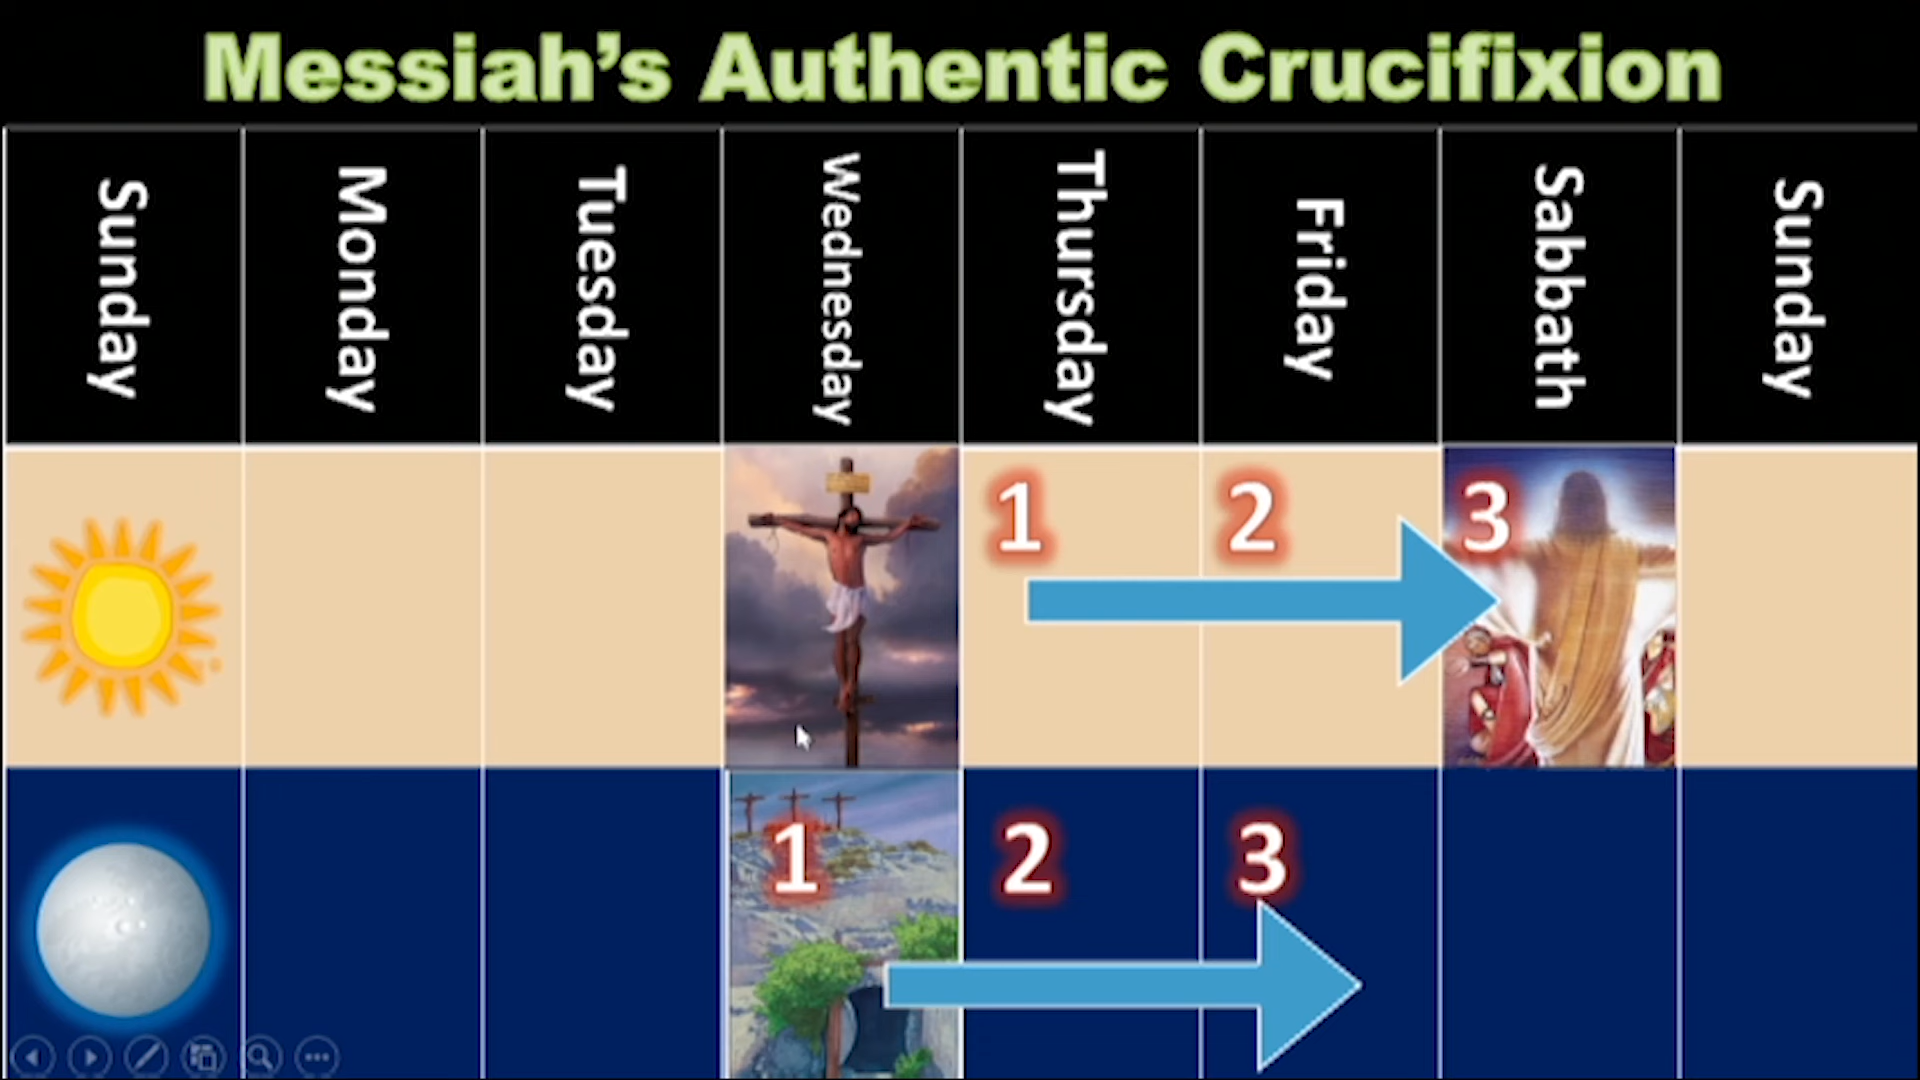 Messiah’s Authentic Crucifixion
Sunday
Monday
Tuesday
Wednesday
Thursday
Friday
Sabbath
Sunday
1
2
3
1
2
3